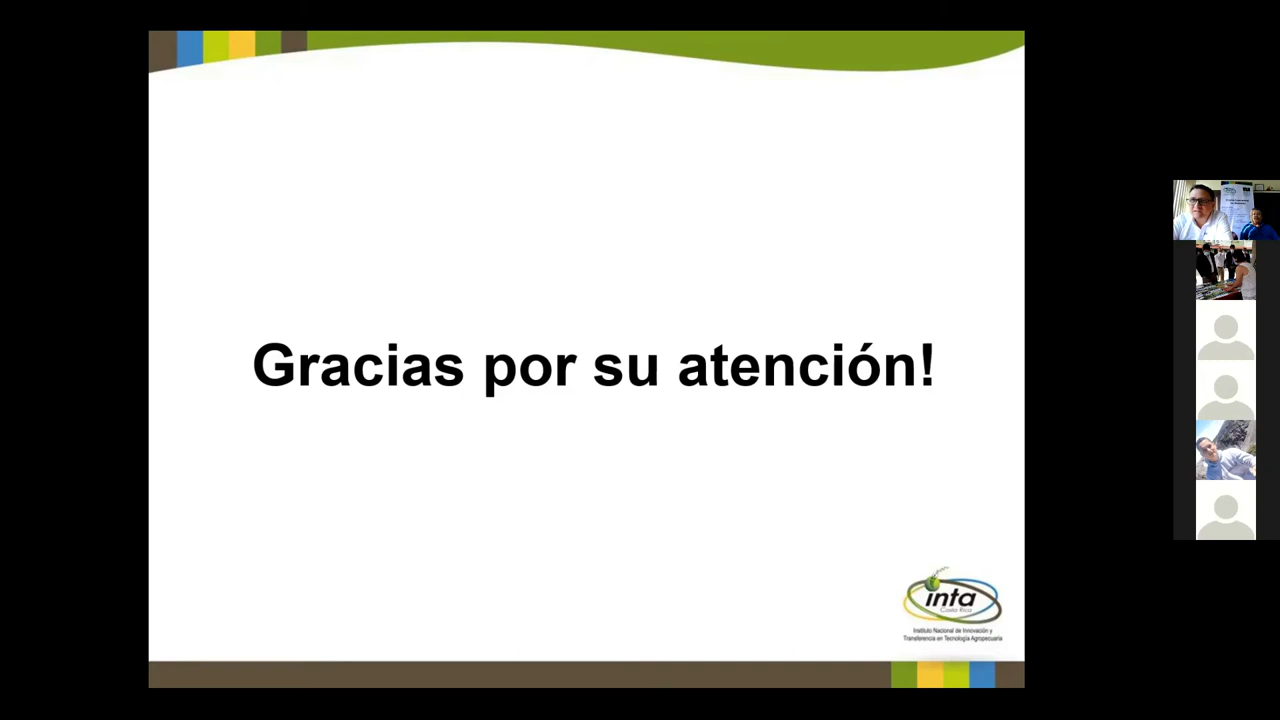 Gracias por su atención!
inta
Costa Rica
Instituto Nacional de Innovación y
Transferencia en Tecnología Agropecuaria